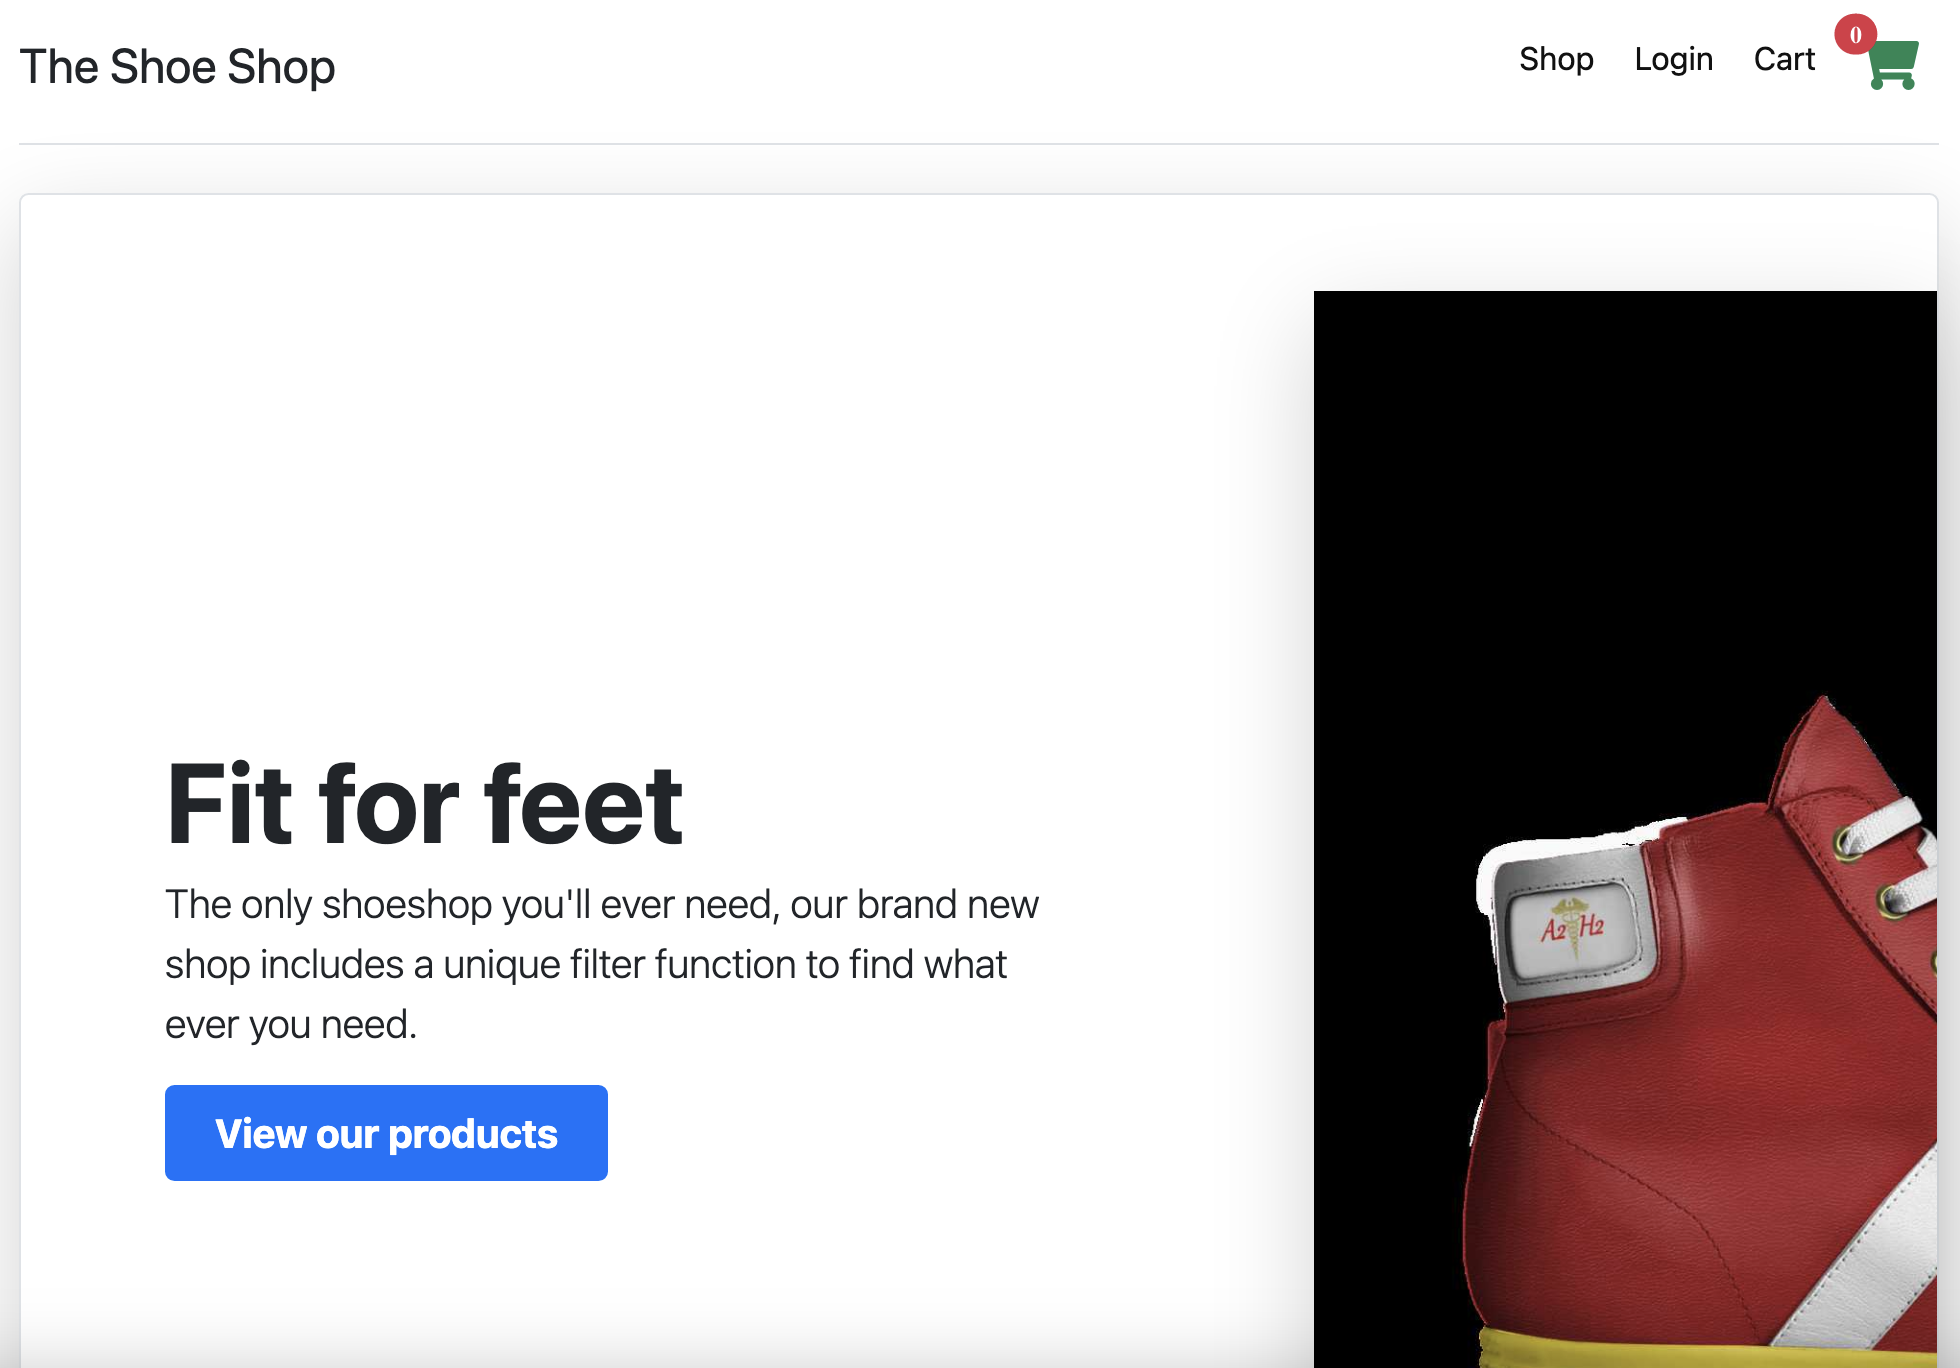 The Shoe Shop
Shop Login Cart 0
Fit for feet
The only shoeshop you'll ever need, our brand new
shop includes a unique filter function to find what
ever you need.
View our products
A2 H2